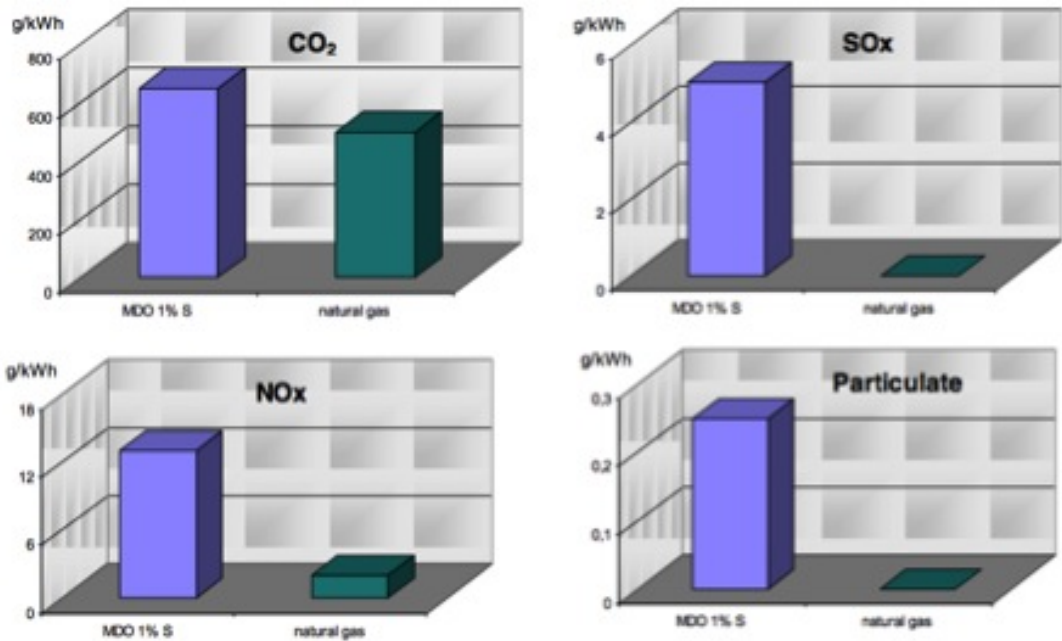 g/kWh
CO₂
800
600
400
200
0
MDO 1% S
natural gas
g/kWh
SOx
6
4
2
0
MDO 1% S
natural gas
g/kWh
NOx
18
12
6
0
MDO 1% S
natural gas
g/kWh
Particulate
0,3
0,2
0,1
0
MDO 1% S
natural gas